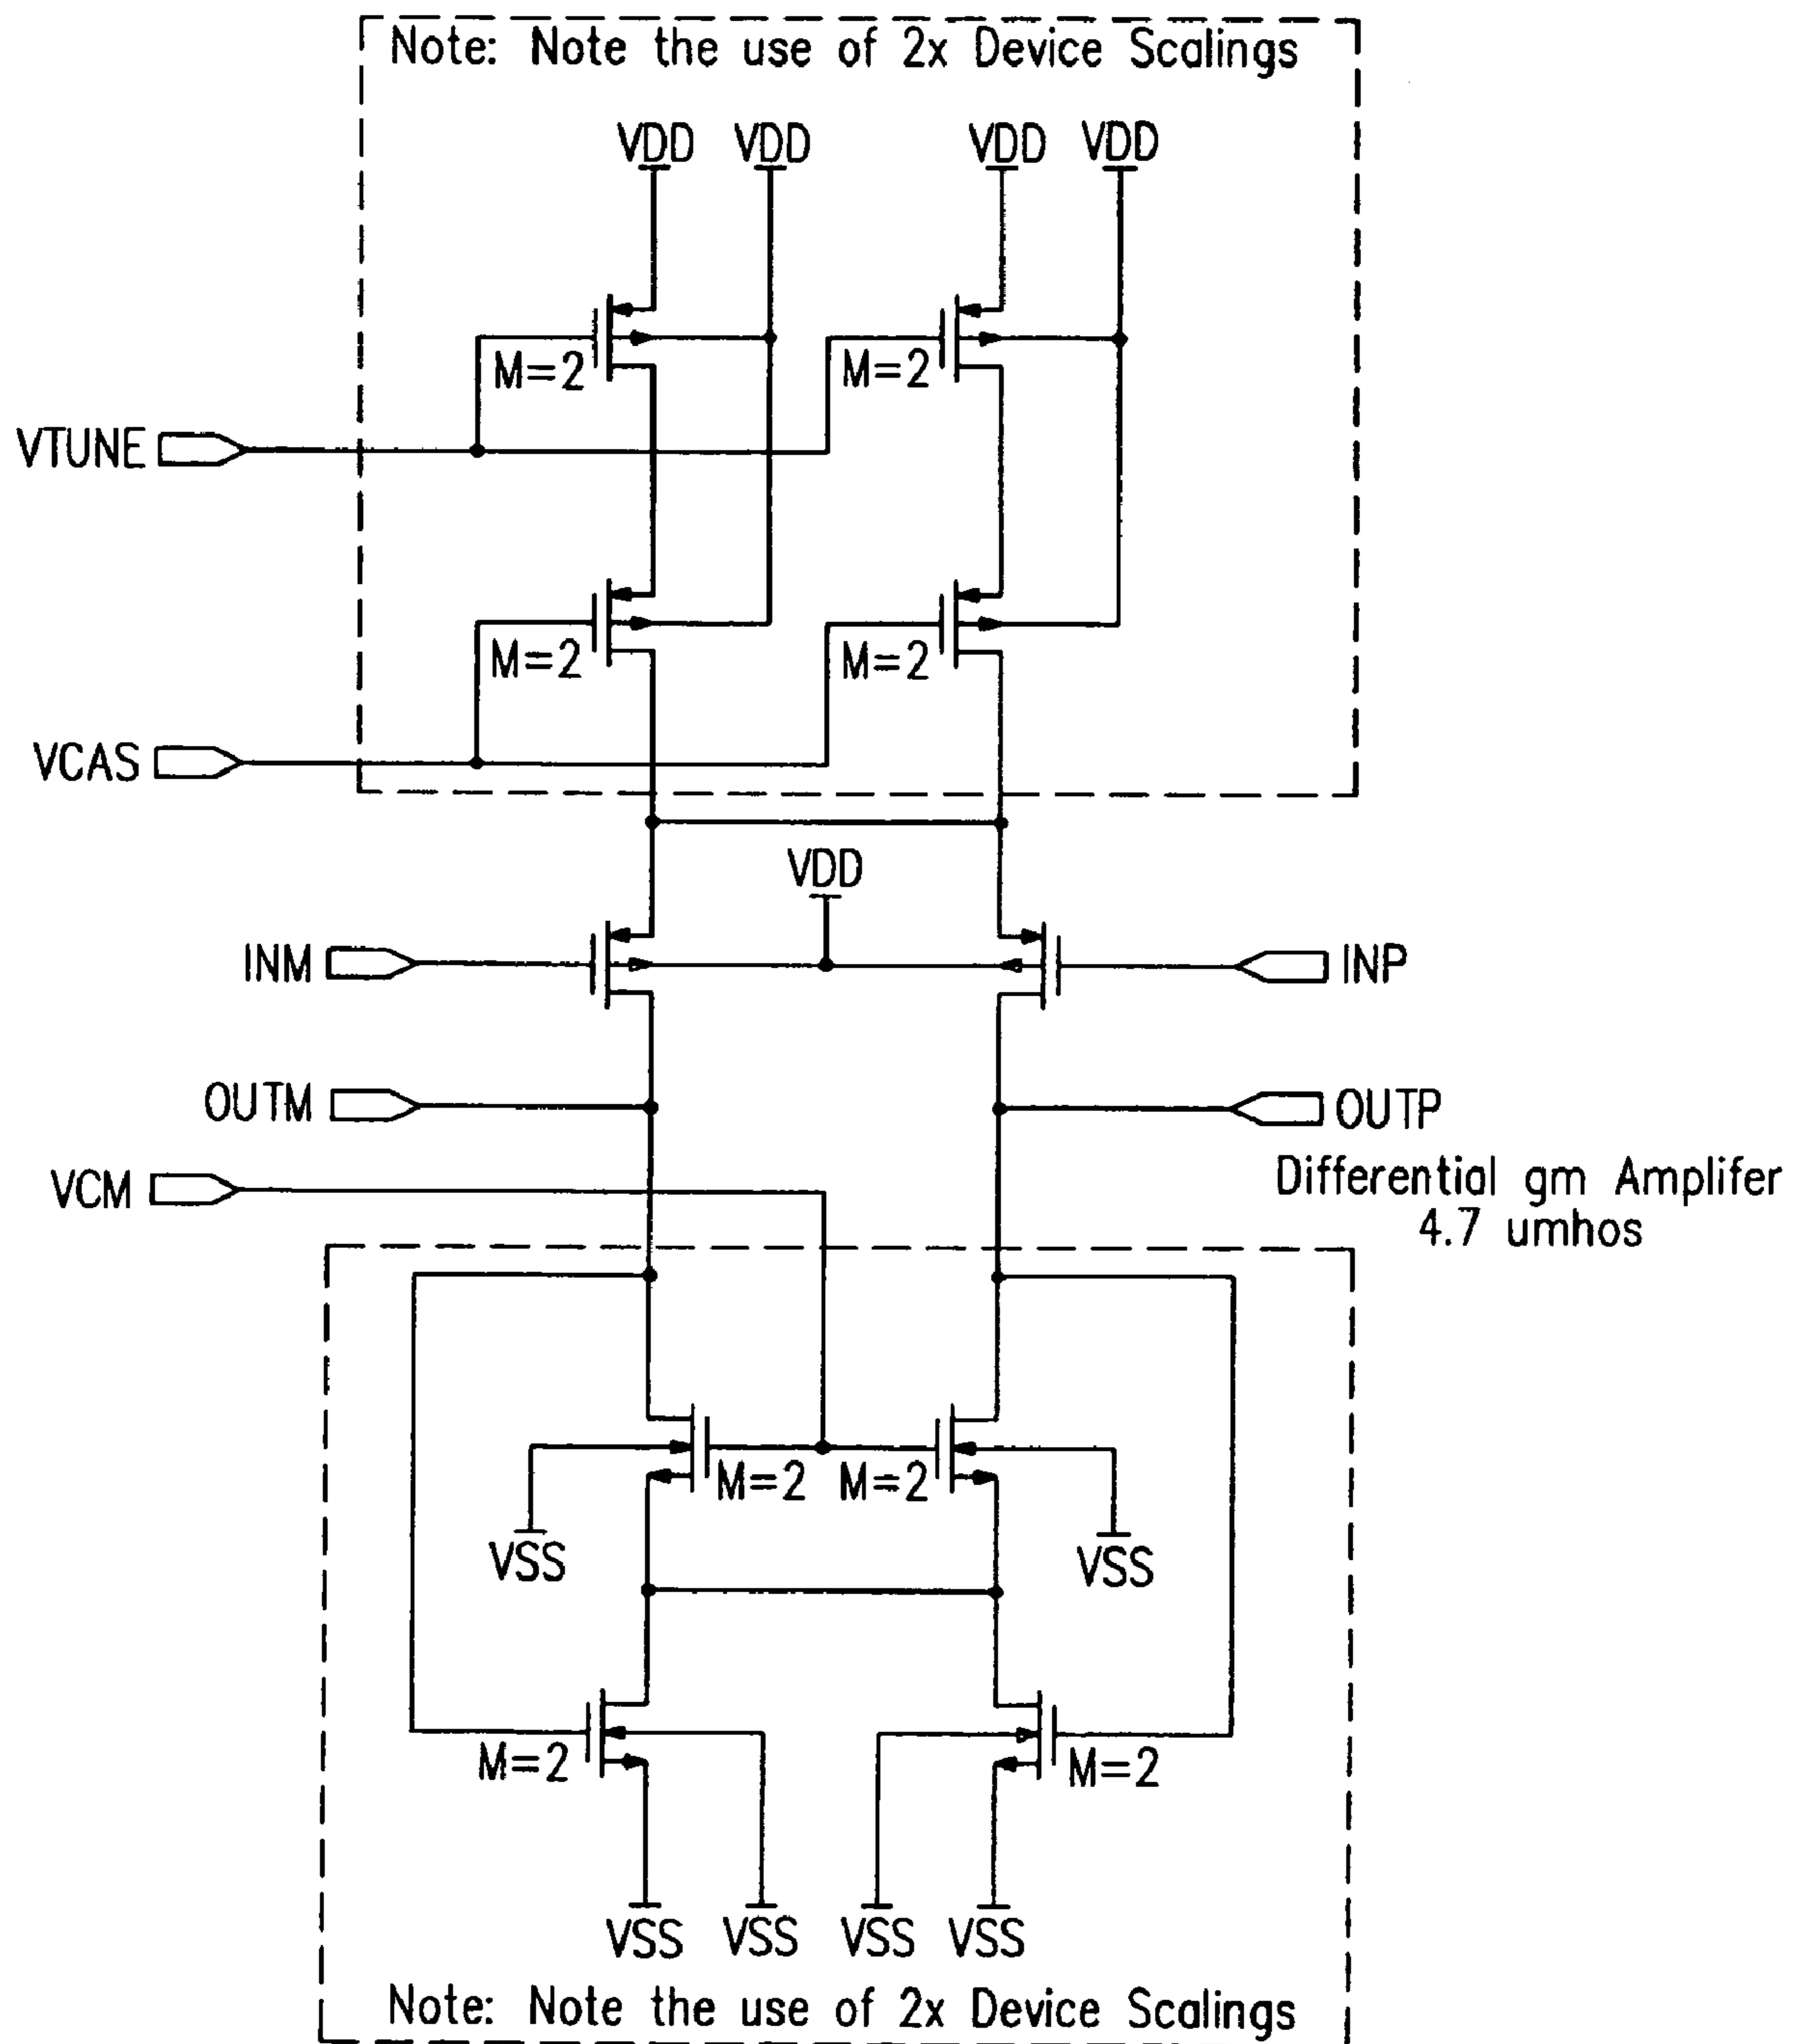 Note: Note the use of 2x Device Scalings
VDD VDD VDD VDD
M=2 M=2
VTUNE
M=2 M=2
VCAS
VDD
INM INP
OUTM OUTP
Differential gm Amplifer
4.7 umhos
VCM
M=2 M=2
VSS VSS
M=2 M=2
VSS VSS VSS VSS
Note: Note the use of 2x Device Scalings